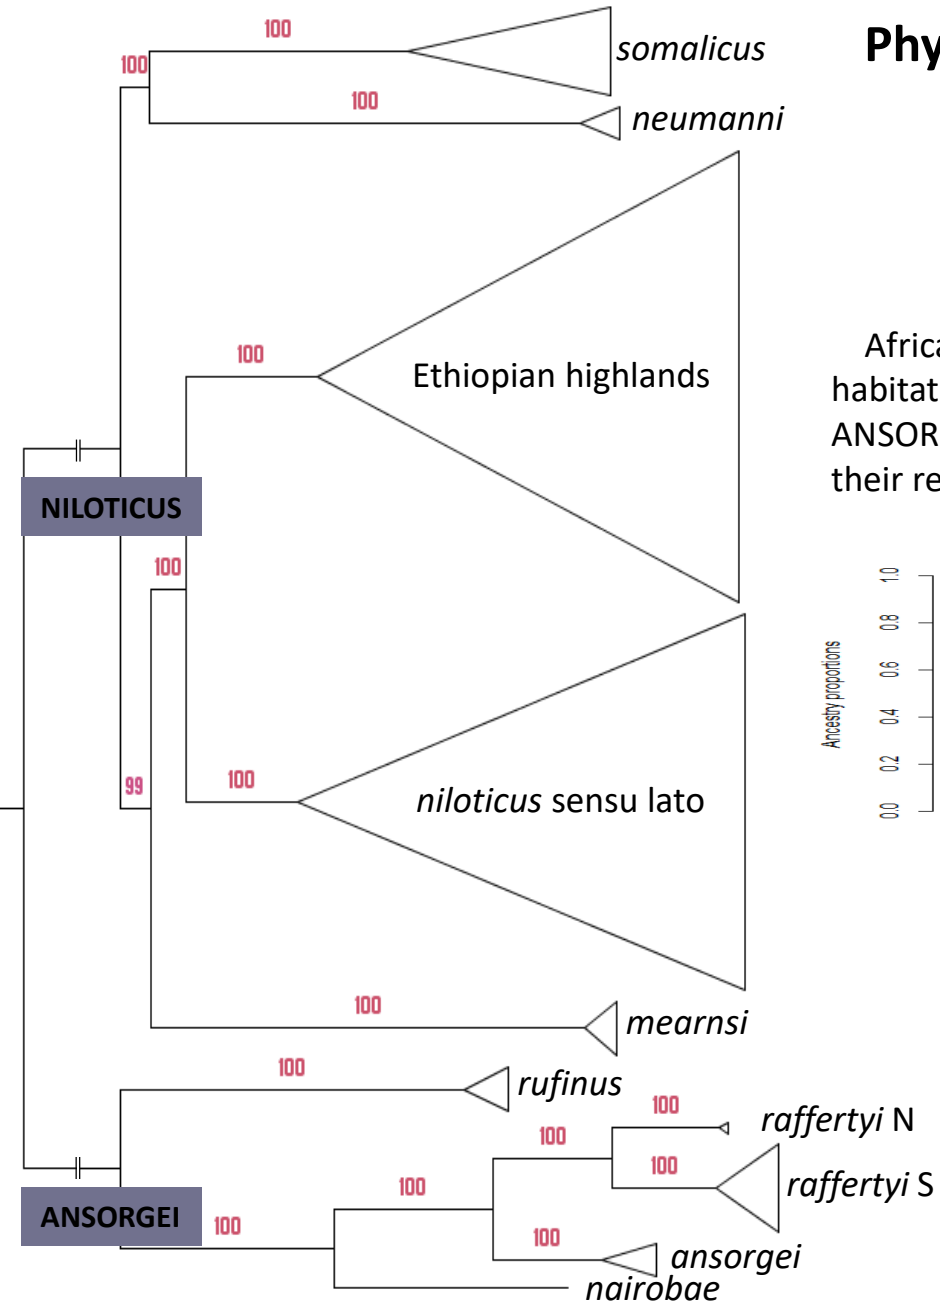 100
somalicus
Phy
100
100
neumanni
100
Ethiopian highlands
Africa
habitat
ANSOR
their re
NILOTICUS
100
1.0
0.8
0.6
0.4
0.2
0.0
Ancestry proportions
99
100
niloticus sensu lato
100
mearnsi
100
rufinus
100
raffertyi N
100
100
raffertyi S
100
ANSORGEI
100
100
ansorgei
nairobae